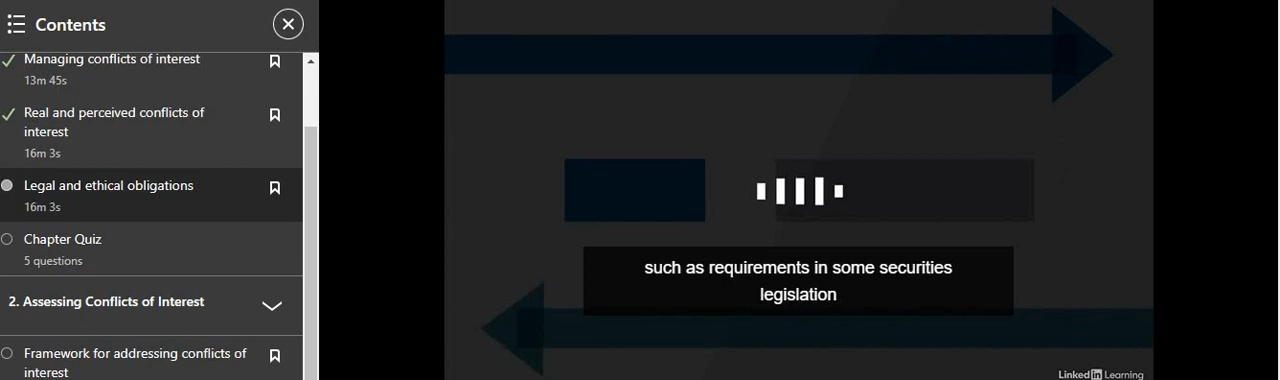 Contents
Managing conflicts of interest
13m 45s
Real and perceived conflicts of
interest
16m 3s
Legal and ethical obligations
16m 3s
Chapter Quiz
5 questions
2. Assessing Conflicts of Interest
Framework for addressing conflicts of
interest
such as requirements in some securities
legislation
Linked in Learning